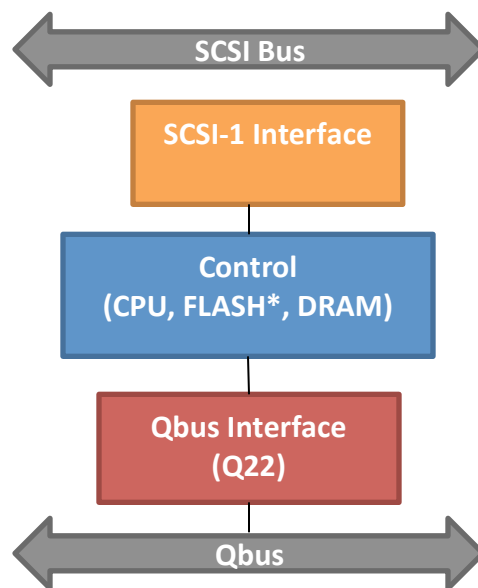 SCSI Bus
SCSI-1 Interface
Control
(CPU, FLASH*, DRAM)
Qbus Interface
(Q22)
Qbus